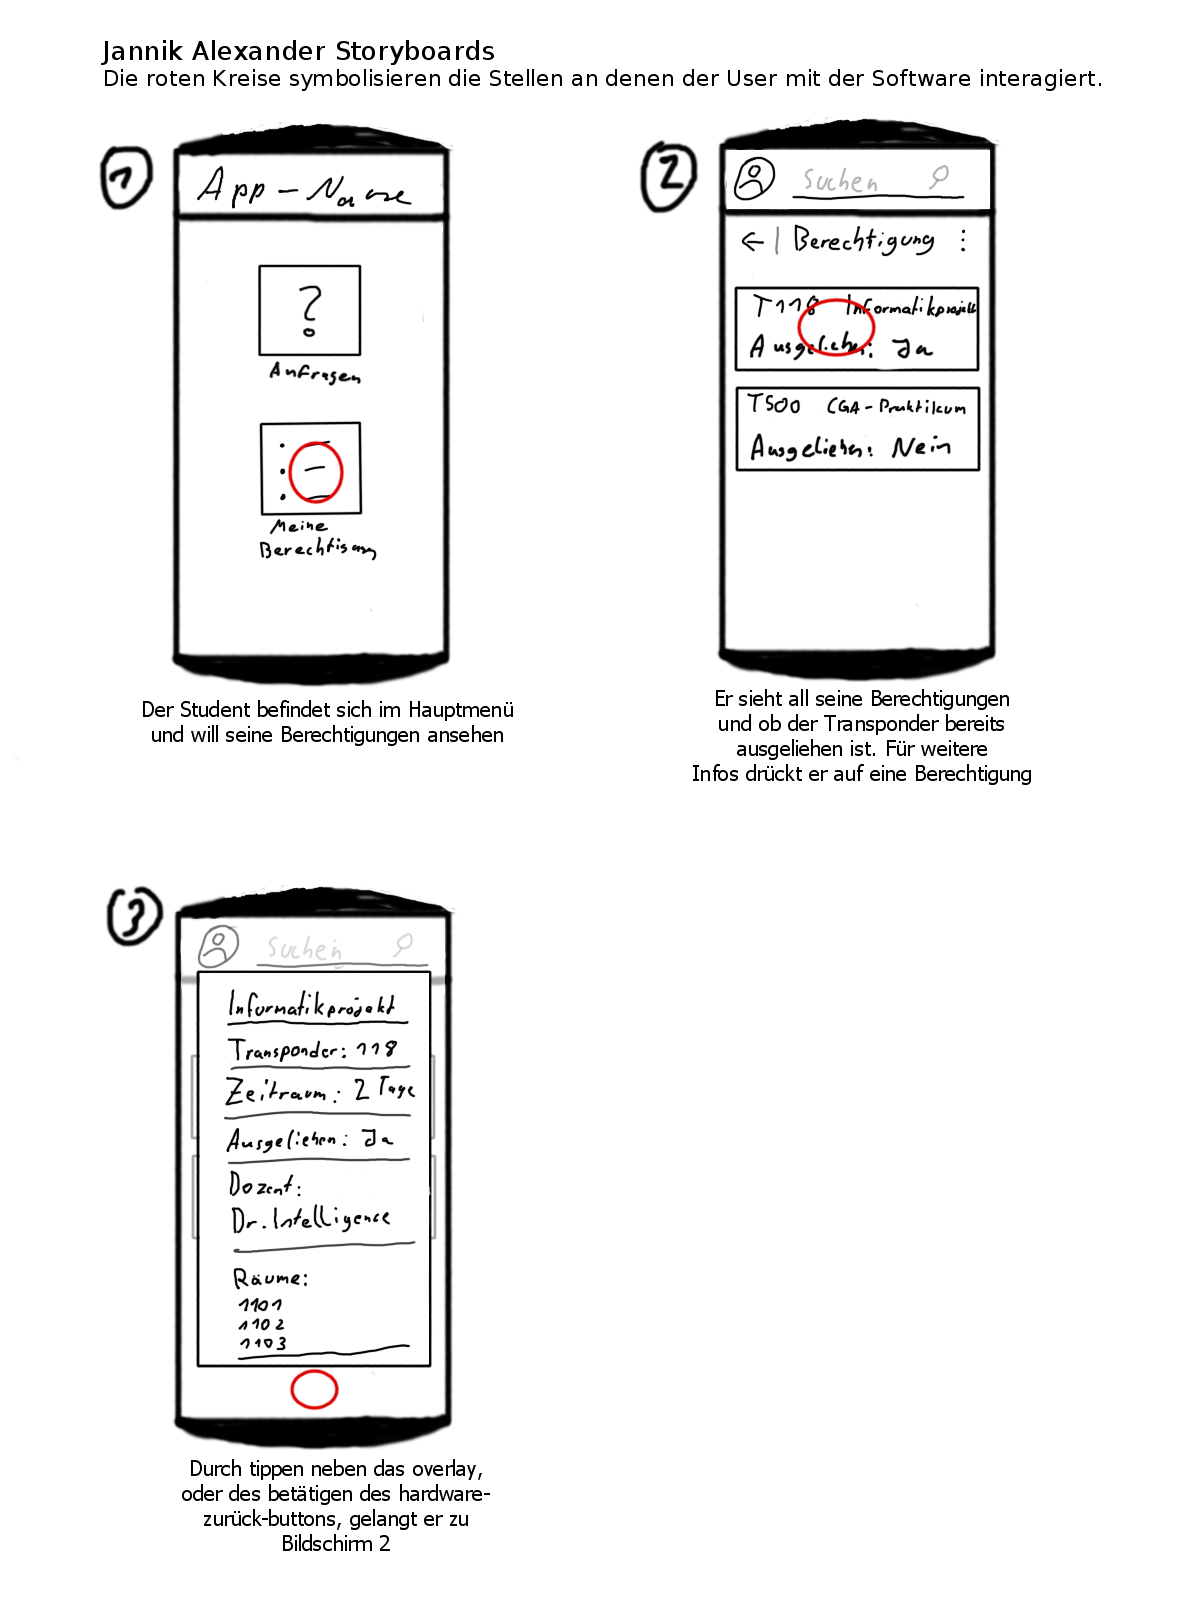 Jannik Alexander Storyboards
Die roten Kreise symbolisieren die Stellen an denen der User mit der Software interagiert.
1
App-Name
?
Anfragen
Meine
Berechtigung
Der Student befindet sich im Hauptmenü
und will seine Berechtigungen ansehen
2
Suchen
Berechtigung
T118 Informatikprojekt
Ausgeliehen: Ja
T500 CGA-Praktikum
Ausgeliehen: Nein
Er sieht all seine Berechtigungen
und ob der Transponder bereits
ausgeliehen ist. Für weitere
Infos drückt er auf eine Berechtigung
3
Suchen
Informatikprojekt
Transponder: 118
Zeitraum: 2 Tage
Ausgeliehen: Ja
Dozent:
Dr. Intelligence
Räume:
1101
1102
1103
Durch tippen neben das overlay,
oder des betätigen des hardware-
zurück-buttons, gelangt er zu
Bildschirm 2